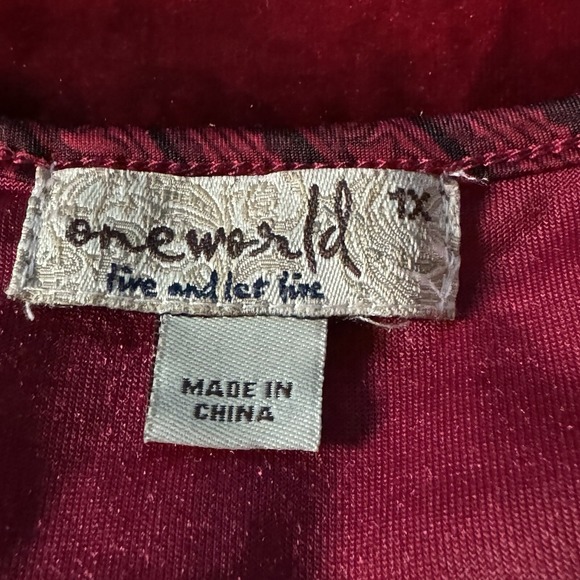 oneworld
1X
live and let live
MADE IN
CHINA